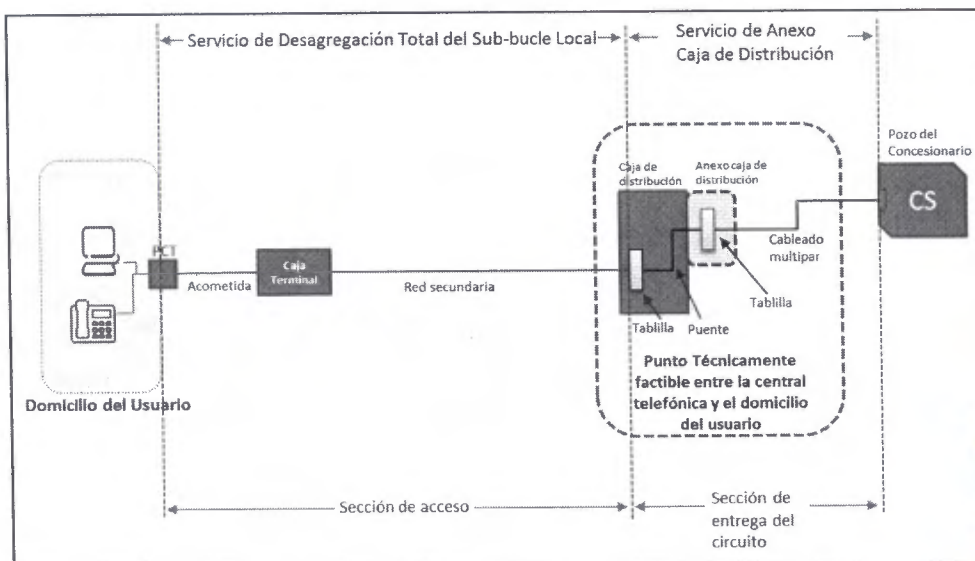 Servicio de Desagregación Total del Sub-bucle Local
Servicio de Anexo
Caja de Distribución
Pozo del
Concesionario
CS
Caja de
distribución
Anexo caja de
distribución
PCT
Acometida
Caja
Terminal
Red secundaria
Cableado
multipar
Tablilla
Tablilla
Puente
Domicilio del Usuario
Punto Técnicamente
factible entre la central
telefónica y el domicilio
del usuario
Sección de acceso
Sección de
entrega del
circuito